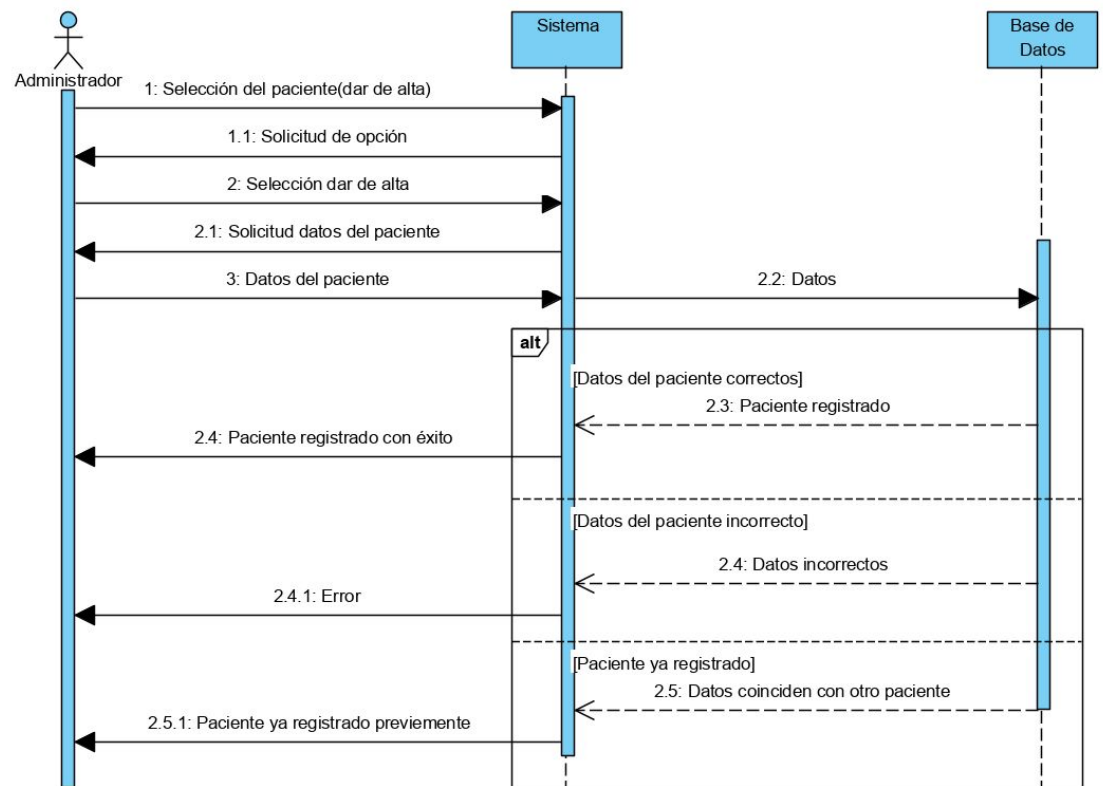 Sistema
Base de
Datos
Administrador
1: Selección del paciente(dar de alta)
1.1: Solicitud de opción
2: Selección dar de alta
2.1: Solicitud datos del paciente
3: Datos del paciente
2.2: Datos
alt
[Datos del paciente correctos]
2.3: Paciente registrado
2.4: Paciente registrado con éxito
[Datos del paciente incorrecto]
2.4: Datos incorrectos
2.4.1: Error
[Paciente ya registrado]
2.5: Datos coinciden con otro paciente
2.5.1: Paciente ya registrado previemente